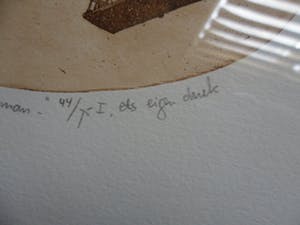 man." 44/T-I. ets eigen druk